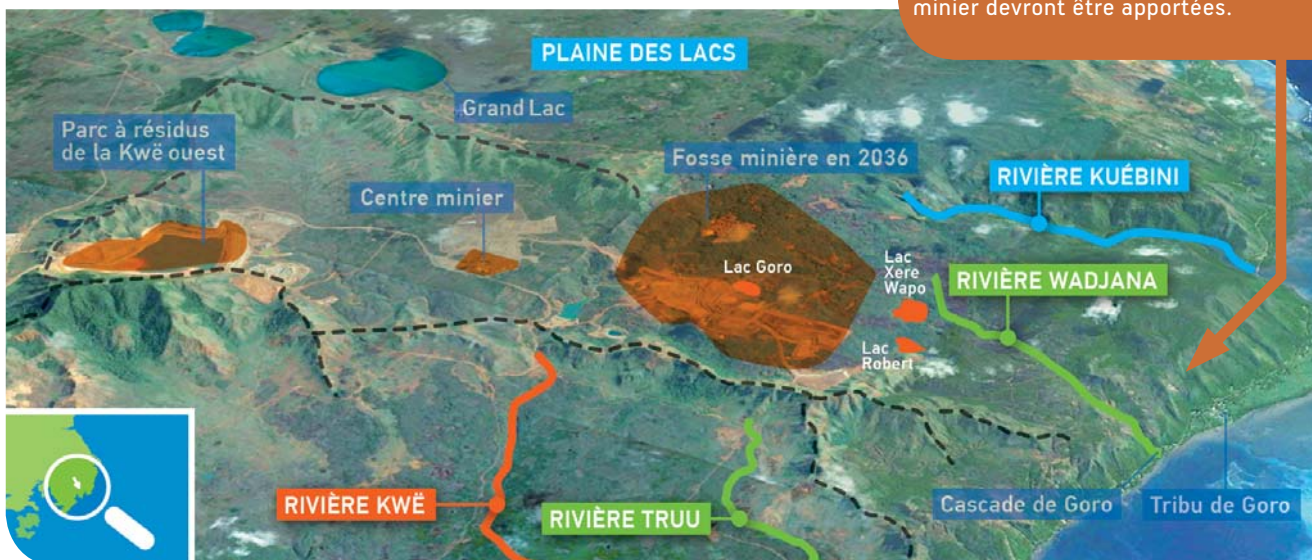 minier devront être apportées.
PLAINE DES LACS
Grand Lac
Parc à résidus
de la Kwë ouest
Fosse minière en 2036
Centre minier
RIVIÈRE KUÉBINI
Lac Goro
Lac
Xere
Wapo
RIVIÈRE WADJANA
Lac
Robert
RIVIÈRE KWË
RIVIÈRE TRUU
Cascade de Goro
Tribu de Goro